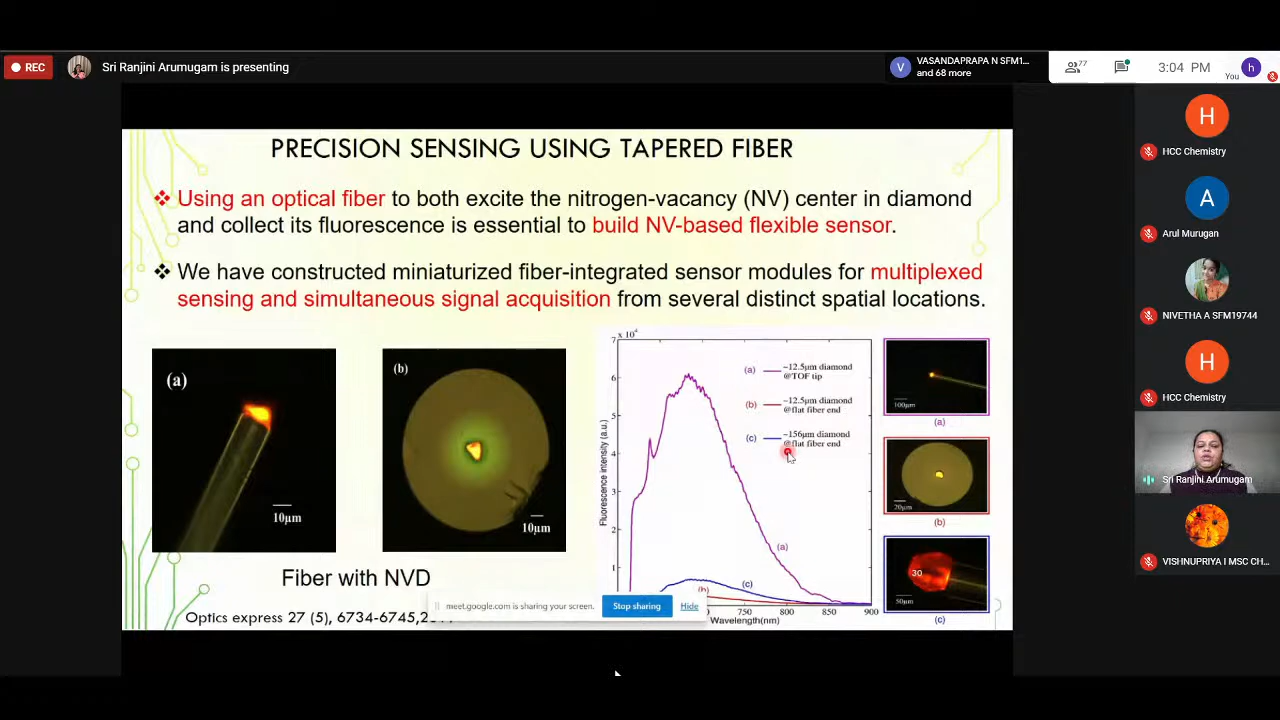 REC
Sri Ranjini Arumugam is presenting
V
VASANDAPRAPA N SFM1...
and 68 more
77
3:04 PM
You
h
PRECISION SENSING USING TAPERED FIBER
Using an optical fiber to both excite the nitrogen-vacancy (NV) center in diamond
and collect its fluorescence is essential to build NV-based flexible sensor.
We have constructed miniaturized fiber-integrated sensor modules for multiplexed
sensing and simultaneous signal acquisition from several distinct spatial locations.
(a)
10µm
(b)
10µm
Fiber with NVD
Optics express 27 (5), 6734-6745,
x 10⁴
7
6
5
4
3
2
1
Fluorescence intensity (a.u.)
(a) ~12.5µm diamond
@TOF tip
(b) ~12.5µm diamond
@flat fiber end
(c) ~156µm diamond
@flat fiber end
(a)
(c)
(b)
750 800 850 900
Wavelength(nm)
100µm
(a)
20µm
(b)
30
50µm
(c)
meet.google.com is sharing your screen.
Stop sharing
Hide
H
HCC Chemistry
A
Arul Murugan
NIVETHA A SFM19744
H
HCC Chemistry
Sri Ranjini Arumugam
VISHNUPRIYA I MSC CH...